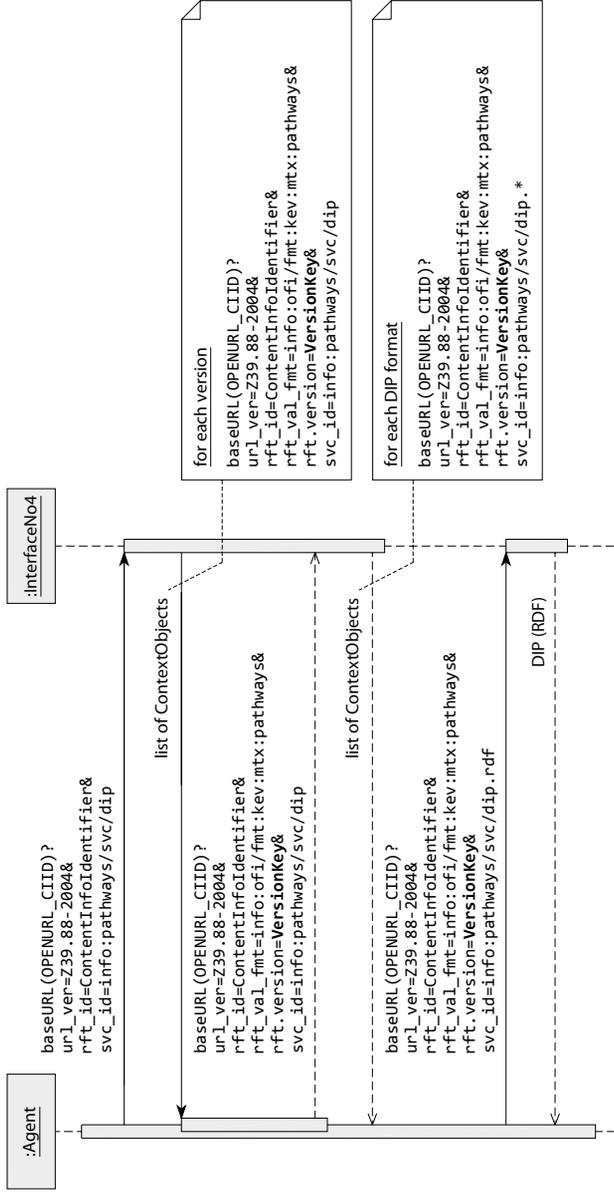 :Agent
:InterfaceNo4
baseURL(OPENURL_CIID)?
url_ver=Z39.88-2004&
rft_id=ContentInfoIdentifier&
svc_id=info:pathways/svc/dip
list of ContextObjects
for each version
baseURL(OPENURL_CIID)?
url_ver=Z39.88-2004&
rft_id=ContentInfoIdentifier&
rft_val_fmt=info:ofi/fmt:kev:mtx:pathways&
rft.version=VersionKey&
svc_id=info:pathways/svc/dip
baseURL(OPENURL_CIID)?
url_ver=Z39.88-2004&
rft_id=ContentInfoIdentifier&
rft_val_fmt=info:ofi/fmt:kev:mtx:pathways&
rft.version=VersionKey&
svc_id=info:pathways/svc/dip
list of ContextObjects
for each DIP format
baseURL(OPENURL_CIID)?
url_ver=Z39.88-2004&
rft_id=ContentInfoIdentifier&
rft_val_fmt=info:ofi/fmt:kev:mtx:pathways&
rft.version=VersionKey&
svc_id=info:pathways/svc/dip.*
baseURL(OPENURL_CIID)?
url_ver=Z39.88-2004&
rft_id=ContentInfoIdentifier&
rft_val_fmt=info:ofi/fmt:kev:mtx:pathways&
rft.version=VersionKey&
svc_id=info:pathways/svc/dip.rdf
DIP (RDF)